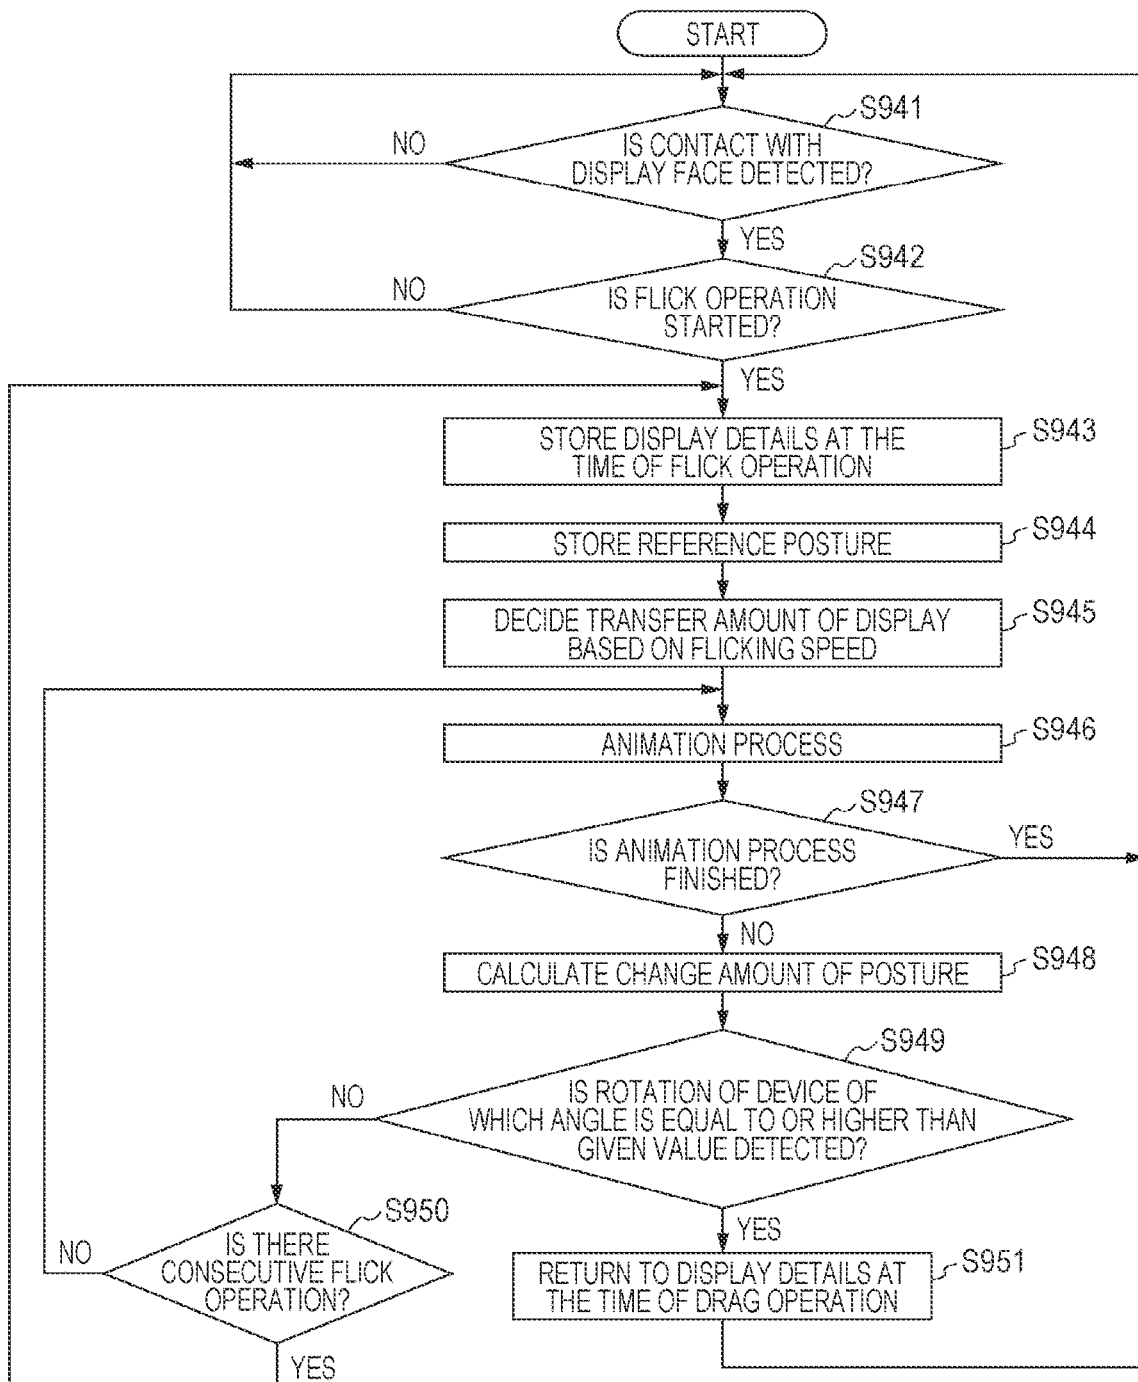 START
S941
NO
IS CONTACT WITH
DISPLAY FACE DETECTED?
YES
S942
NO
IS FLICK OPERATION
STARTED?
YES
STORE DISPLAY DETAILS AT THE
TIME OF FLICK OPERATION
S943
STORE REFERENCE POSTURE
S944
DECIDE TRANSFER AMOUNT OF DISPLAY
BASED ON FLICKING SPEED
S945
ANIMATION PROCESS
S946
S947
IS ANIMATION PROCESS
FINISHED?
YES
NO
CALCULATE CHANGE AMOUNT OF POSTURE
S948
S949
NO
IS ROTATION OF DEVICE OF
WHICH ANGLE IS EQUAL TO OR HIGHER THAN
GIVEN VALUE DETECTED?
YES
S950
NO
IS THERE
CONSECUTIVE FLICK
OPERATION?
YES
RETURN TO DISPLAY DETAILS AT
THE TIME OF DRAG OPERATION
S951